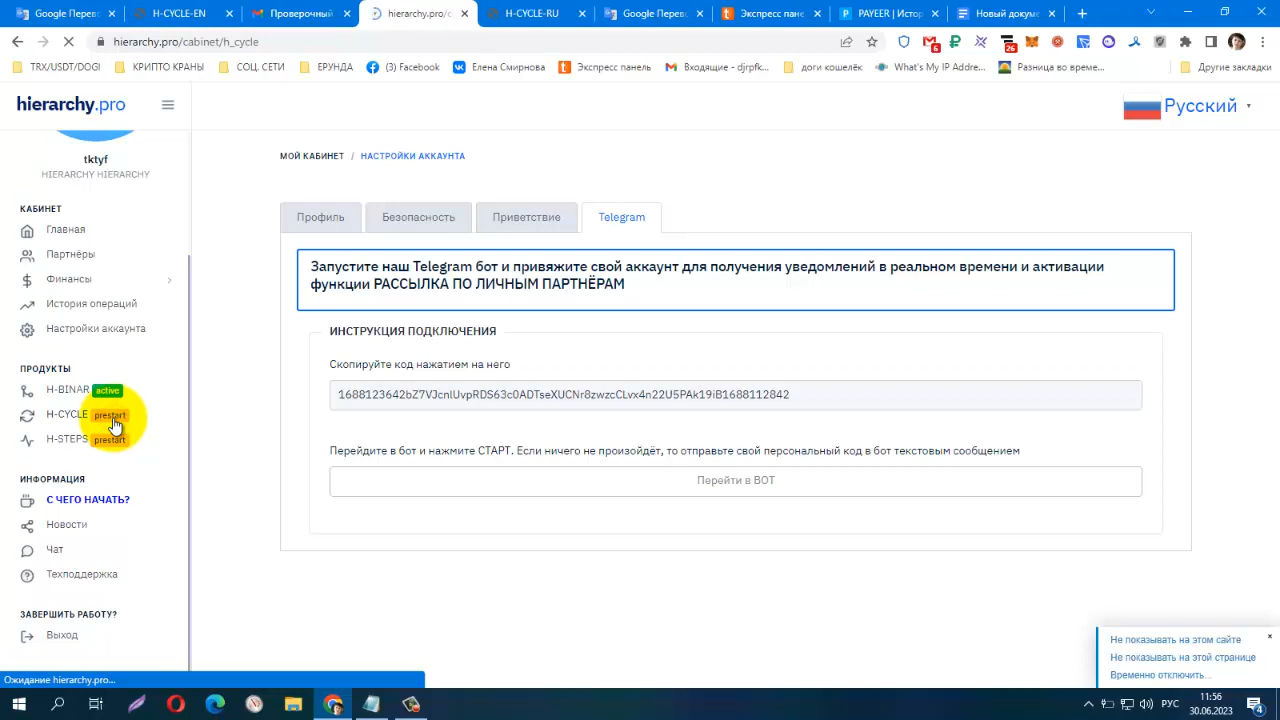 Google Перев
H-CYCLE-EN
Проверочный
hierarchy.pro/c
H-CYCLE-RU
Google Перев
Экспресс пане
PAYEER | Истор
Новый докуме
hierarchy.pro/cabinet/h_cycle
6
26
TRX/USDT/DOGI
КРИПТО КРАНЫ
СОЦ. СЕТИ
ЕРУНДА
(3) Facebook
Елена Смирнова
Экспресс панель
Входящие - djrpfk...
доги кошелёк
What's My IP Addre...
Разница во време...
Другие закладки
hierarchy.pro
Русский
tktyf
HIERARCHY HIERARCHY
КАБИНЕТ
Главная
Партнёры
Финансы
История операций
Настройки аккаунта
ПРОДУКТЫ
H-BINAR active
H-CYCLE prestart
H-STEPS prestart
ИНФОРМАЦИЯ
С ЧЕГО НАЧАТЬ?
Новости
Чат
Техподдержка
ЗАВЕРШИТЬ РАБОТУ?
Выход
МОЙ КАБИНЕТ / НАСТРОЙКИ АККАУНТА
Профиль
Безопасность
Приветствие
Telegram
Запустите наш Telegram бот и привяжите свой аккаунт для получения уведомлений в реальном времени и активации
функции РАССЫЛКА ПО ЛИЧНЫМ ПАРТНЁРАМ
ИНСТРУКЦИЯ ПОДКЛЮЧЕНИЯ
Скопируйте код нажатием на него
1688123642bZ7VJcnlUvpRDS63c0ADTseXUCNr8zwzcCLvx4n22U5PAk19iB1688112842
Перейдите в бот и нажмите СТАРТ. Если ничего не произойдёт, то отправьте свой персональный код в бот текстовым сообщением
Перейти в BOT
Не показывать на этом сайте
Не показывать на этой странице
Временно отключить...
Ожидание hierarchy.pro...
РУС
11:56
30.06.2023
4